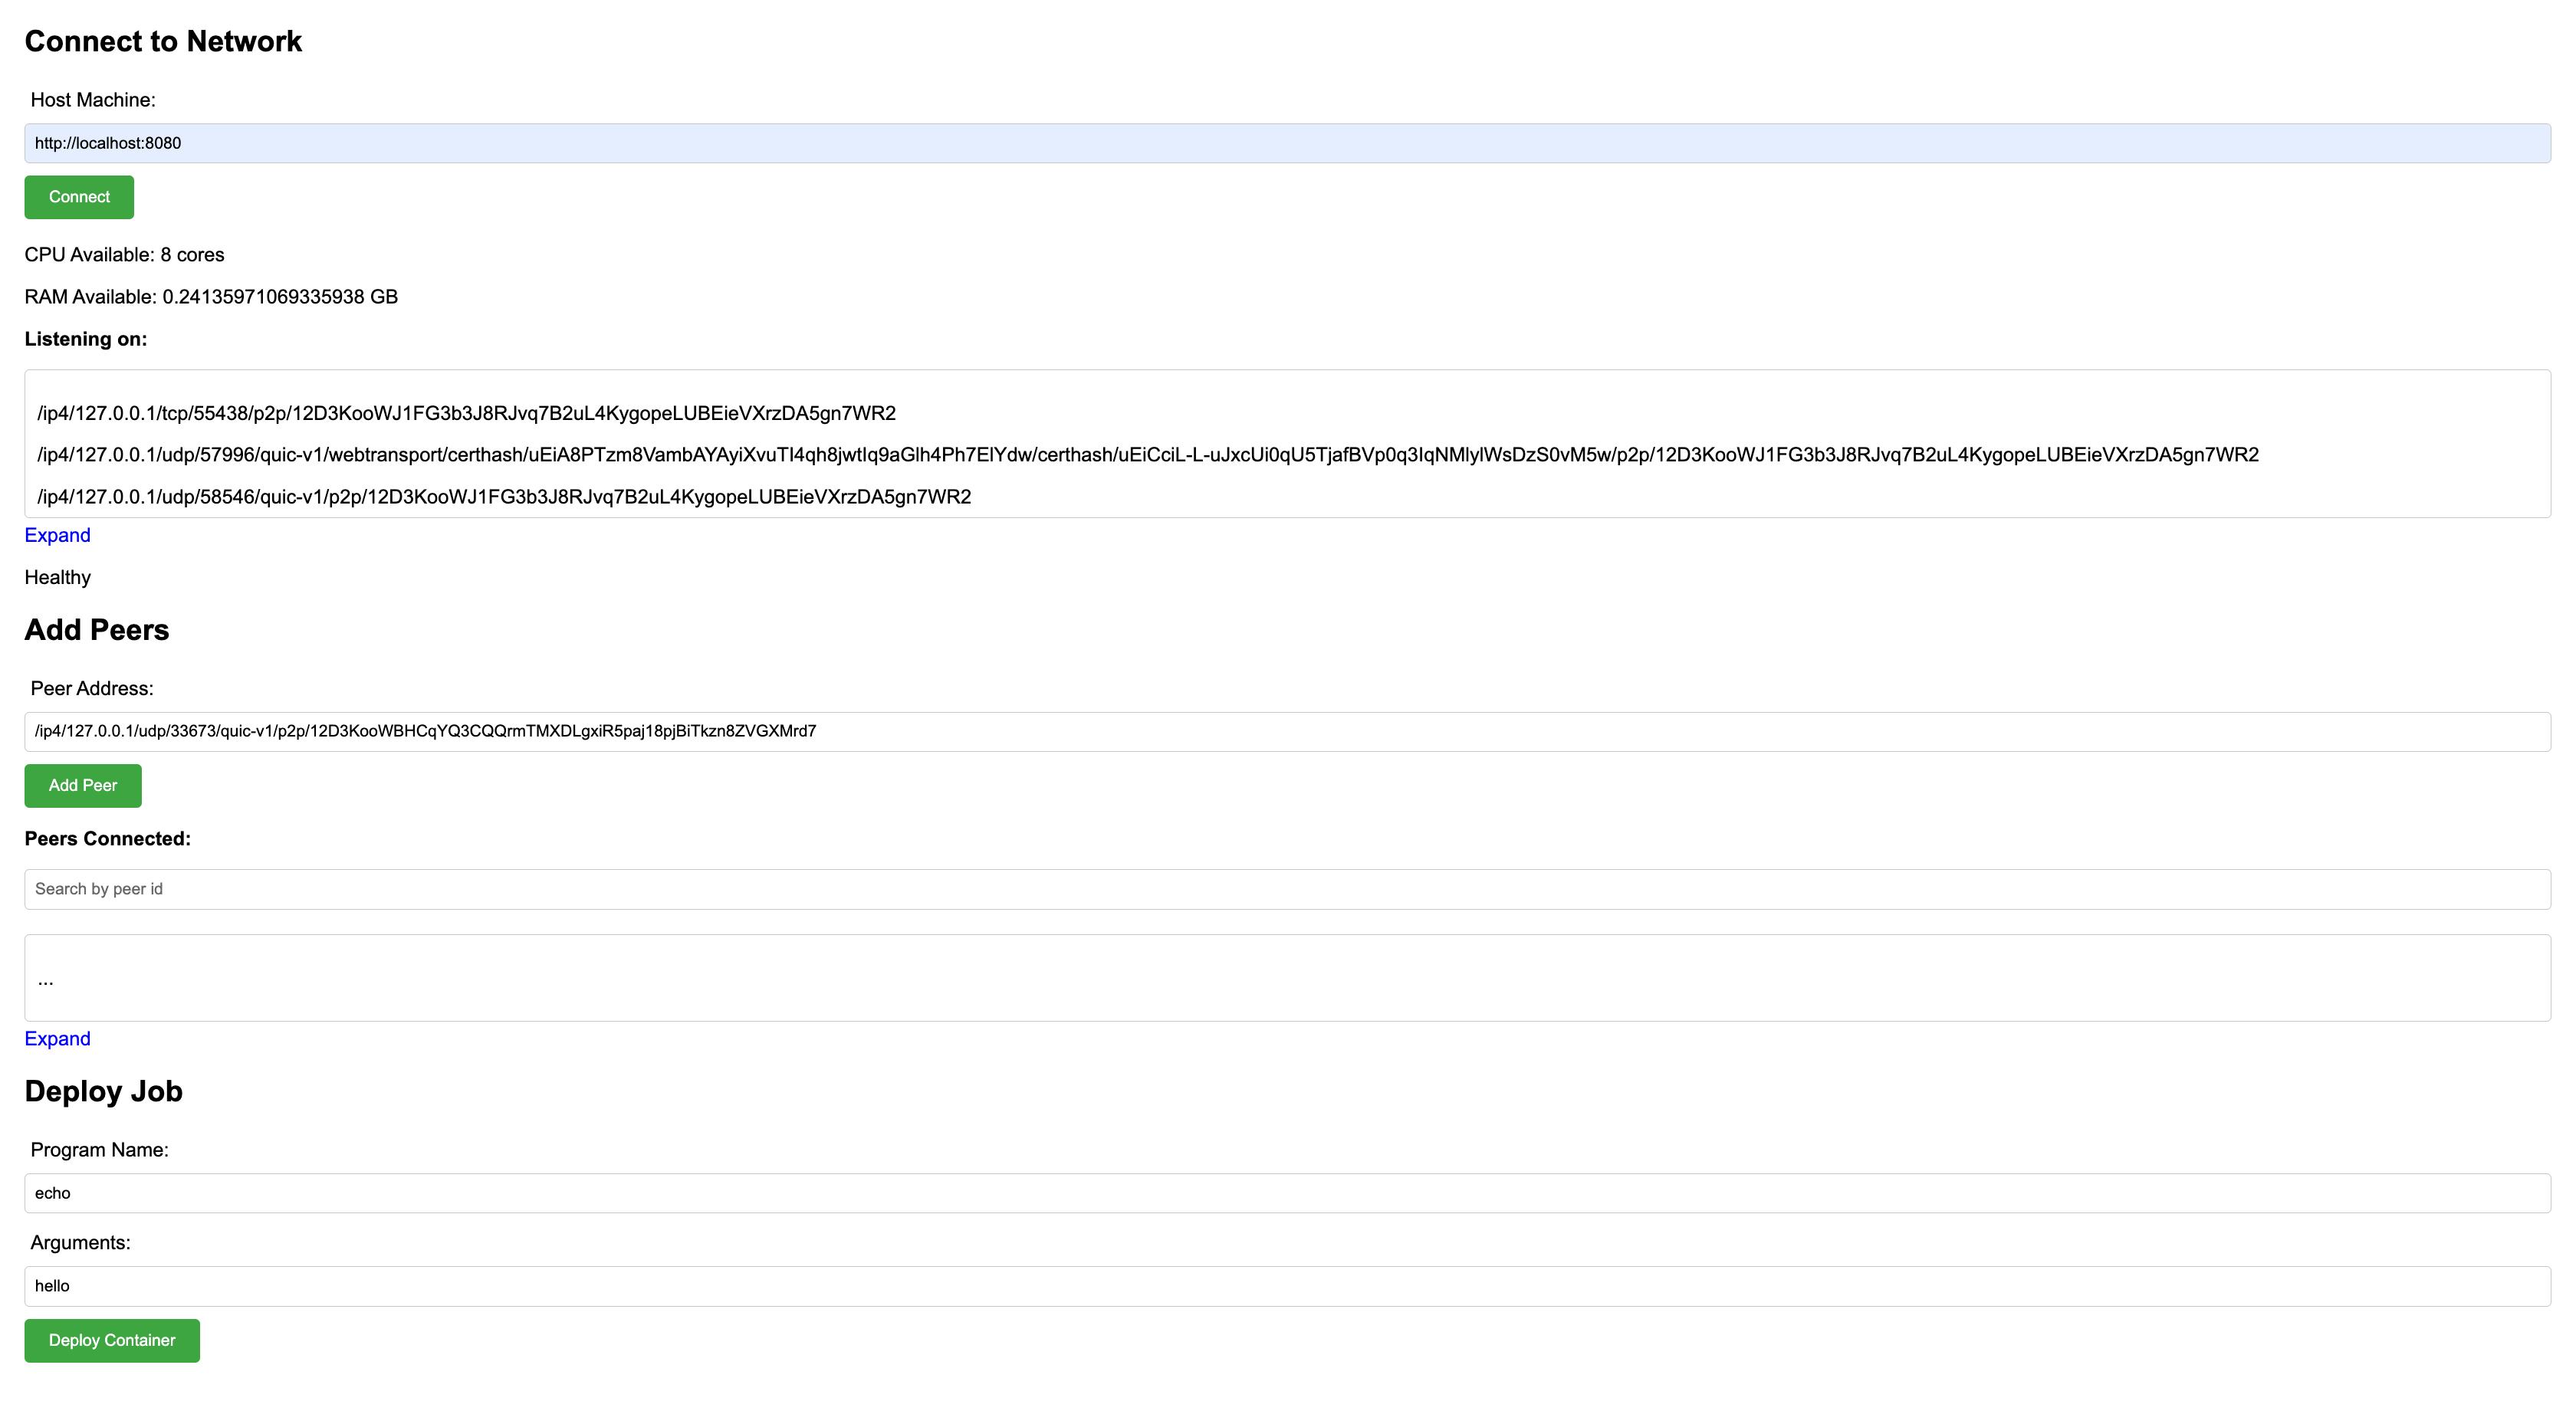 Connect to Network
Host Machine:
http://localhost:8080
Connect
CPU Available: 8 cores
RAM Available: 0.24135971069335938 GB
Listening on:
/ip4/127.0.0.1/tcp/55438/p2p/12D3KooWJ1FG3b3J8RJvq7B2uL4KygopeLUBEieVXrzDA5gn7WR2
/ip4/127.0.0.1/udp/57996/quic-v1/webtransport/certhash/uEiA8PTzm8VambAYAyiXvuTI4qh8jwtIq9aGlh4Ph7ElYdw/certhash/uEiCciL-L-uJxcUi0qU5TjafBVp0q3IqNMlylWsDzS0vM5w/p2p/12D3KooWJ1FG3b3J8RJvq7B2uL4KygopeLUBEieVXrzDA5gn7WR2
/ip4/127.0.0.1/udp/58546/quic-v1/p2p/12D3KooWJ1FG3b3J8RJvq7B2uL4KygopeLUBEieVXrzDA5gn7WR2
Expand
Healthy
Add Peers
Peer Address:
/ip4/127.0.0.1/udp/33673/quic-v1/p2p/12D3KooWBHCqYQ3CQQrmTMXDLgxiR5paj18pjBiTkzn8ZVGXMrd7
Add Peer
Peers Connected:
Search by peer id
...
Expand
Deploy Job
Program Name:
echo
Arguments:
hello
Deploy Container